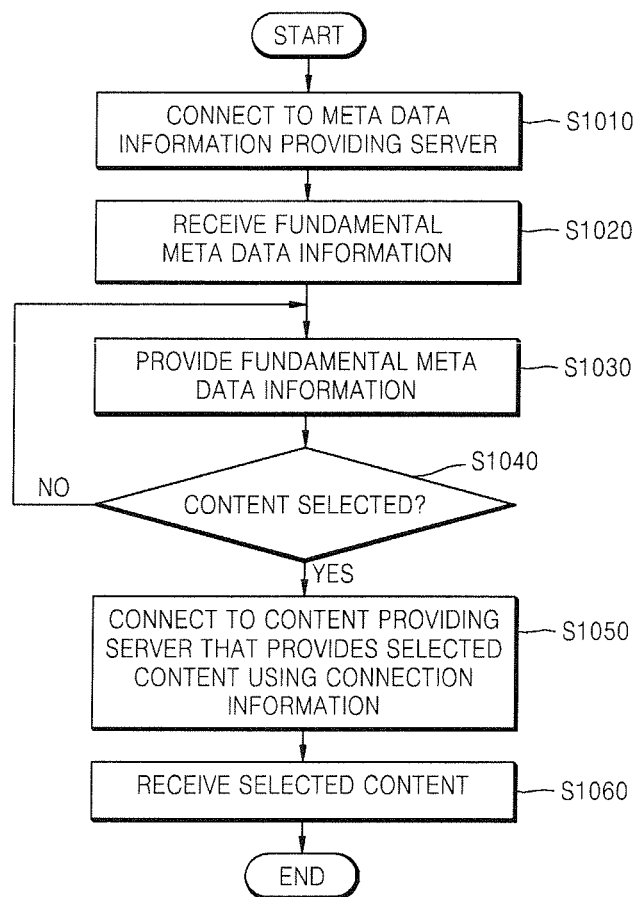 START
CONNECT TO META DATA
INFORMATION PROVIDING SERVER
S1010
RECEIVE FUNDAMENTAL
META DATA INFORMATION
S1020
PROVIDE FUNDAMENTAL META
DATA INFORMATION
S1030
S1040
NO
CONTENT SELECTED?
YES
CONNECT TO CONTENT PROVIDING
SERVER THAT PROVIDES SELECTED
CONTENT USING CONNECTION
INFORMATION
S1050
RECEIVE SELECTED CONTENT
S1060
END